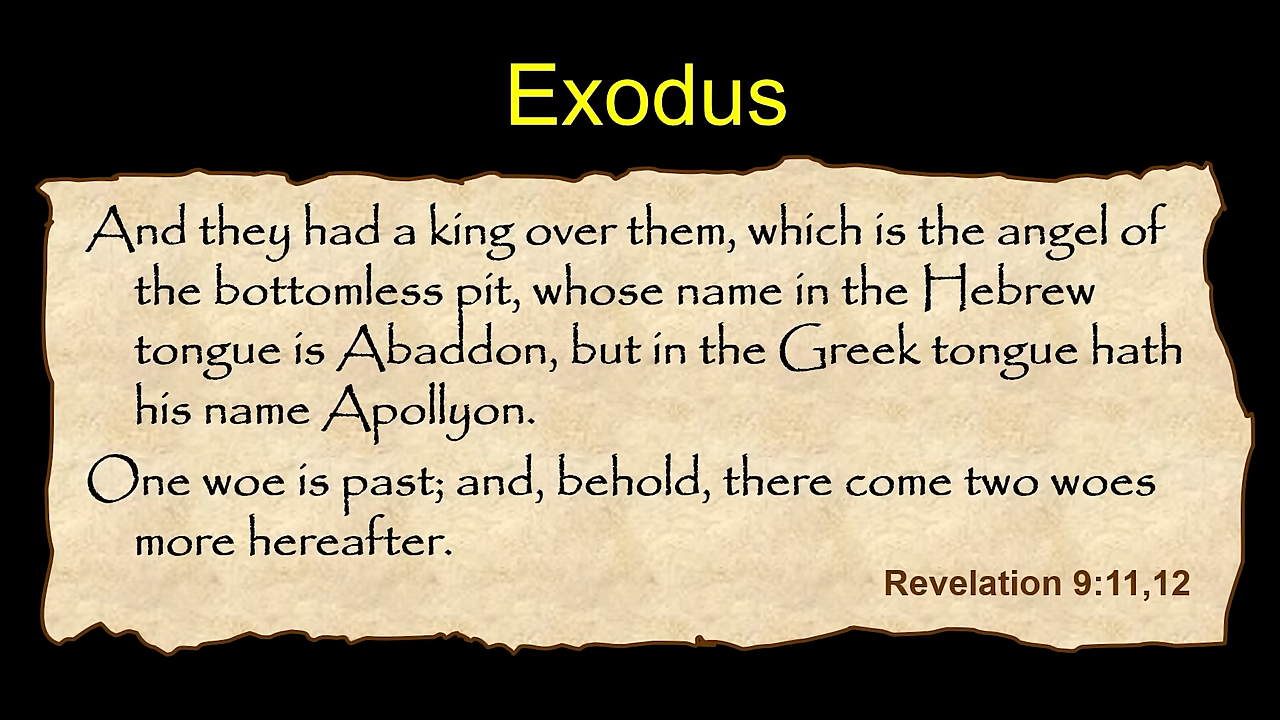 Exodus
And they had a king over them, which is the angel of
the bottomless pit, whose name in the Hebrew
tongue is Abaddon, but in the Greek tongue hath
his name Apollyon.
One woe is past; and, behold, there come two woes
more hereafter.
Revelation 9:11,12